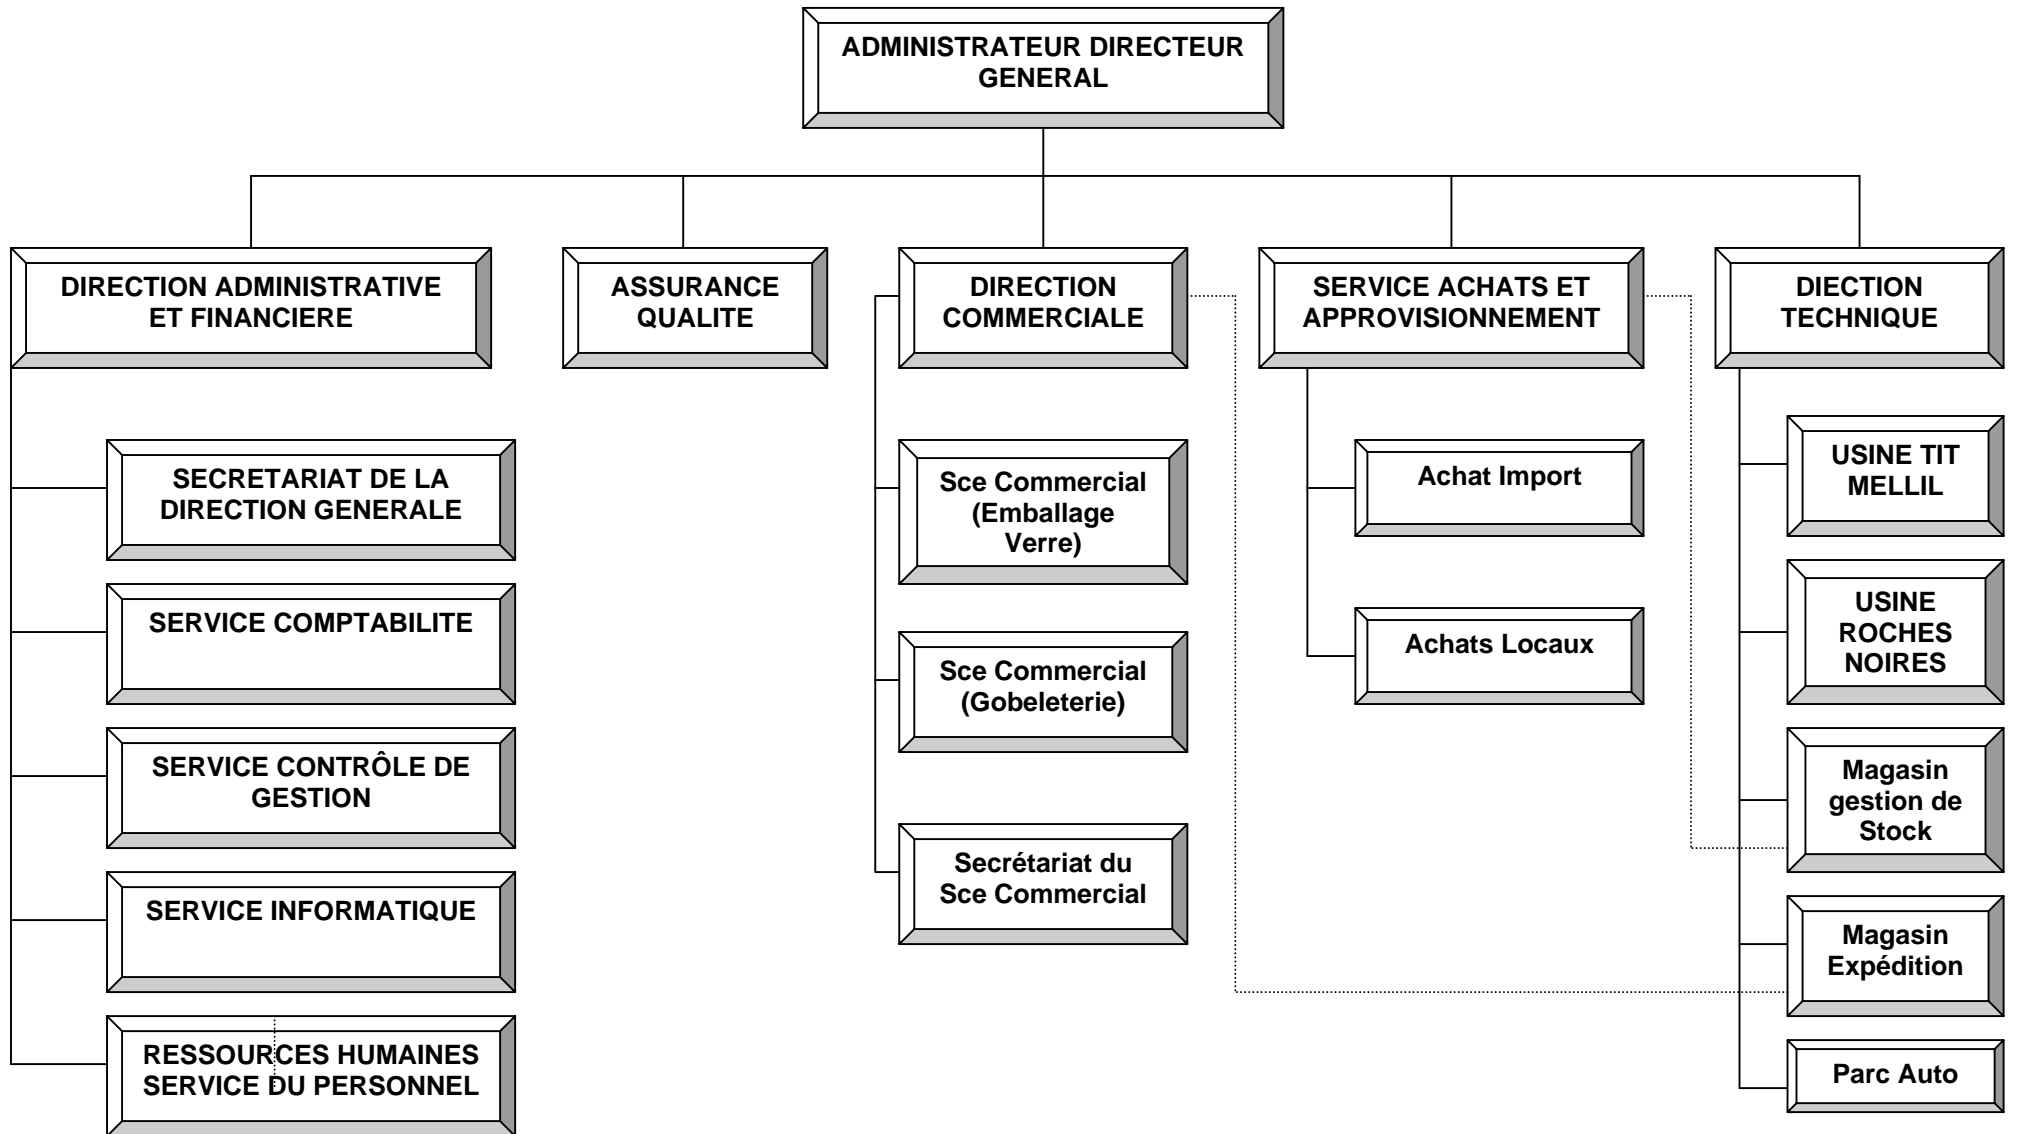 ADMINISTRATEUR DIRECTEUR
GENERAL
DIRECTION ADMINISTRATIVE
ET FINANCIERE
ASSURANCE
QUALITE
DIRECTION
COMMERCIALE
SERVICE ACHATS ET
APPROVISIONNEMENT
DIECTION
TECHNIQUE
SECRETARIAT DE LA
DIRECTION GENERALE
SERVICE COMPTABILITE
SERVICE CONTRÔLE DE
GESTION
SERVICE INFORMATIQUE
RESSOURCES HUMAINES
SERVICE DU PERSONNEL
Sce Commercial
(Emballage
Verre)
Sce Commercial
(Gobeleterie)
Secrétariat du
Sce Commercial
Achat Import
Achats Locaux
USINE TIT
MELLIL
USINE
ROCHES
NOIRES
Magasin
gestion de
Stock
Magasin
Expédition
Parc Auto